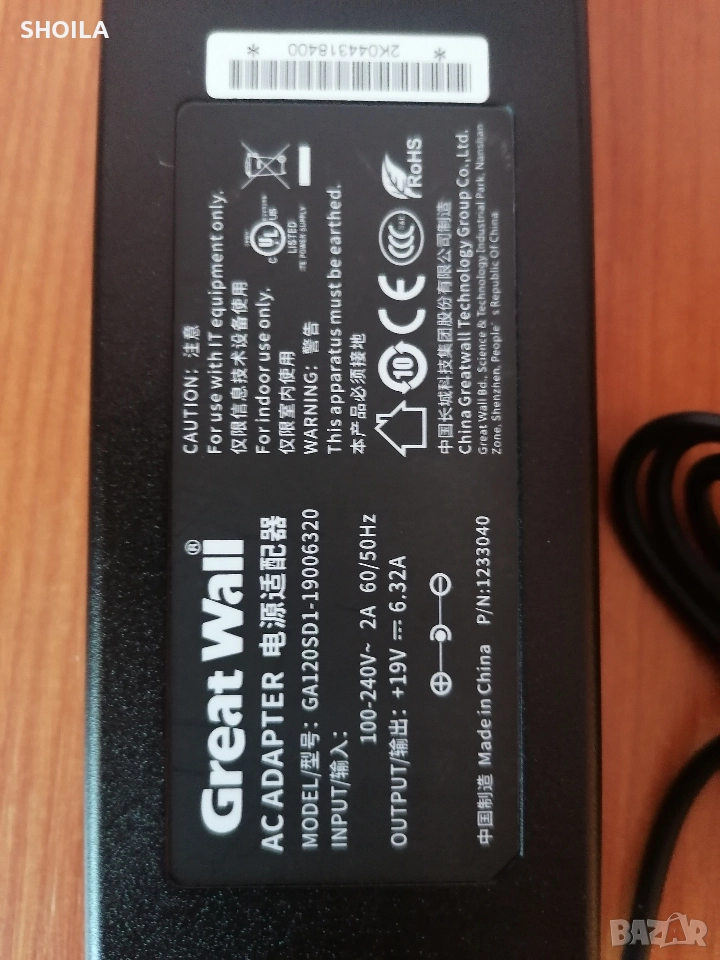 SHOILA
* 2K044318400 *
Great Wall®
AC ADAPTER 电源适配器
MODEL/型号: GA120SD1-19006320
INPUT/输入:
100-240V~ 2A 60/50Hz
OUTPUT/输出: +19V 6.32A
中国制造 Made in China P/N:1233040
CAUTION: 注意
For use with IT equipment only.
仅限信息技术设备使用
For indoor use only.
仅限室内使用
WARNING: 警告
This apparatus must be earthed.
本产品必须接地
C UL US
LISTED
ITE POWER SUPPLY
10
CE
CCC
RoHS
中国长城科技集团股份有限公司制造
China Greatwall Technology Group Co.,Ltd.
Great Wall Bd., Science & Technology Industrial Park, Nanshan
Zone, Shenzhen, People's Republic Of China
BAZAR